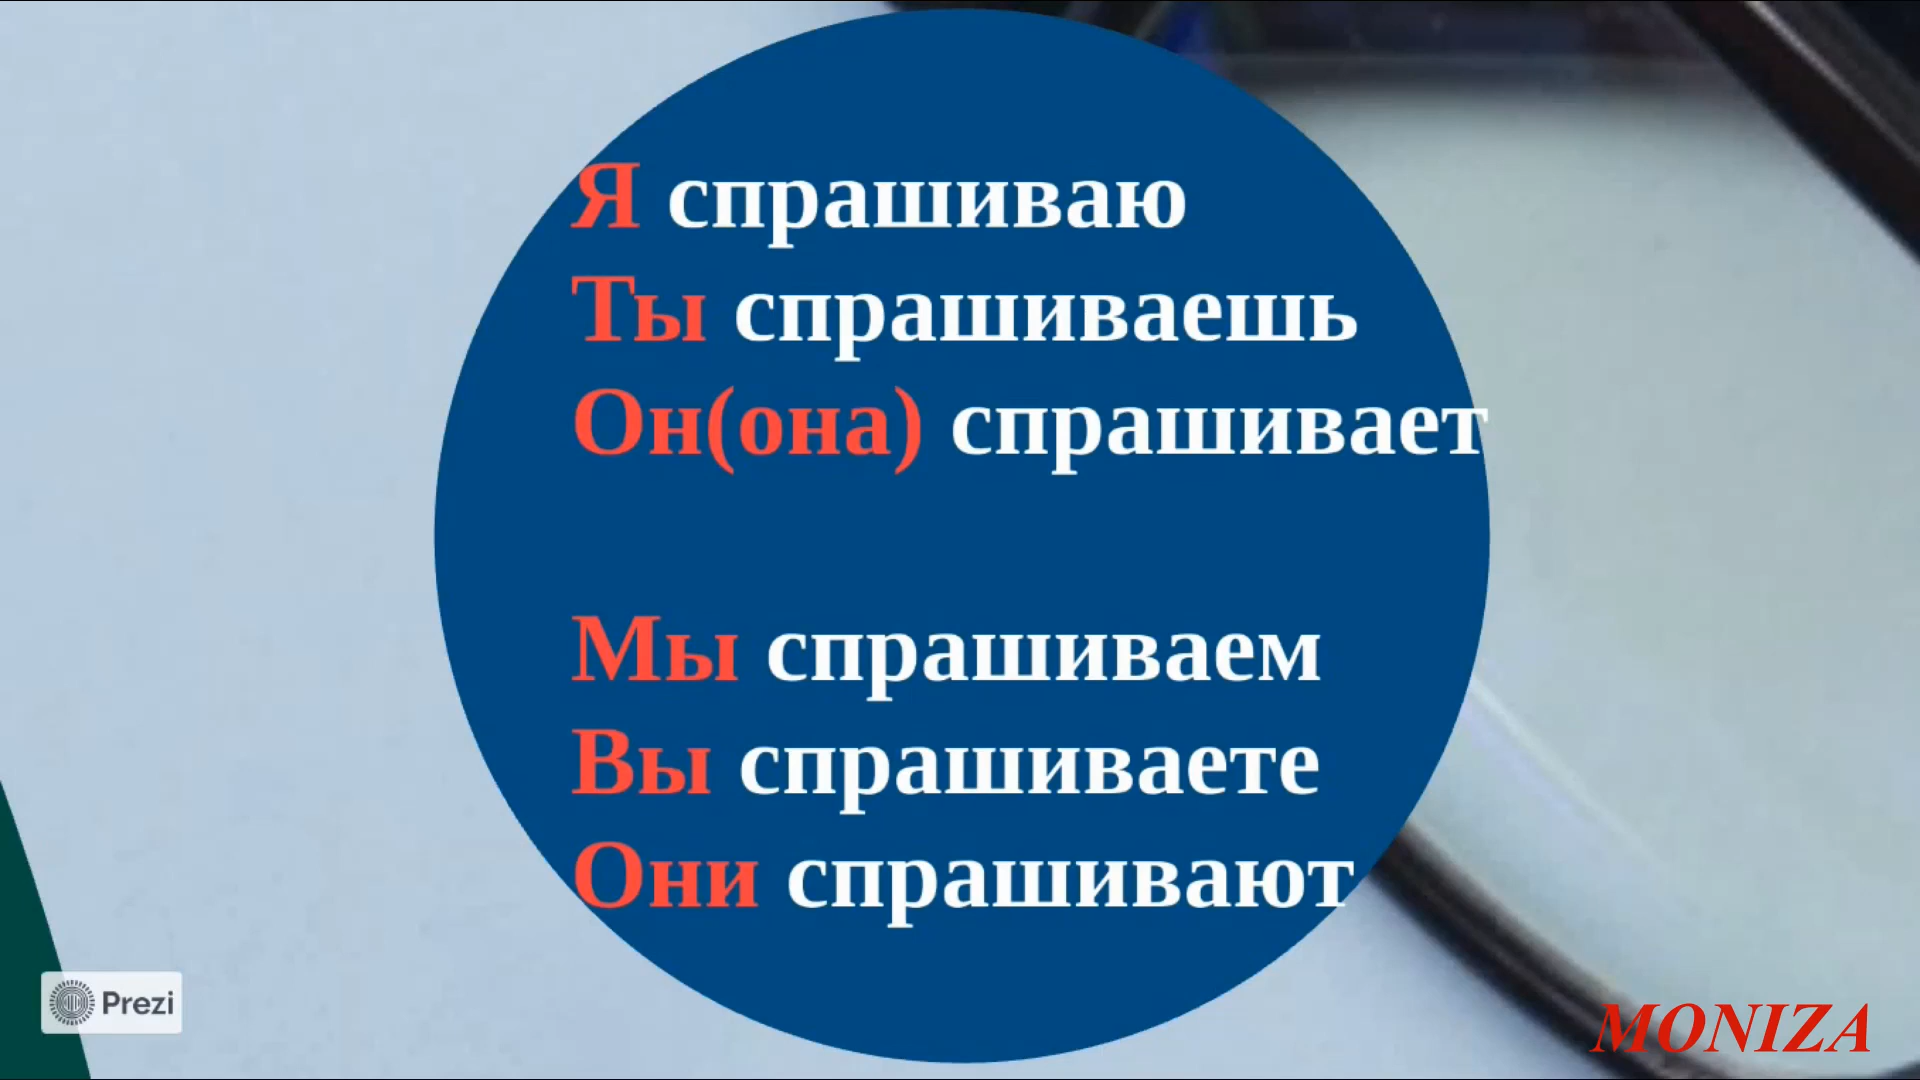 Я спрашиваю
Ты спрашиваешь
Он(она) спрашивает
Мы спрашиваем
Вы спрашиваете
Они спрашивают
Prezi
MONIZA